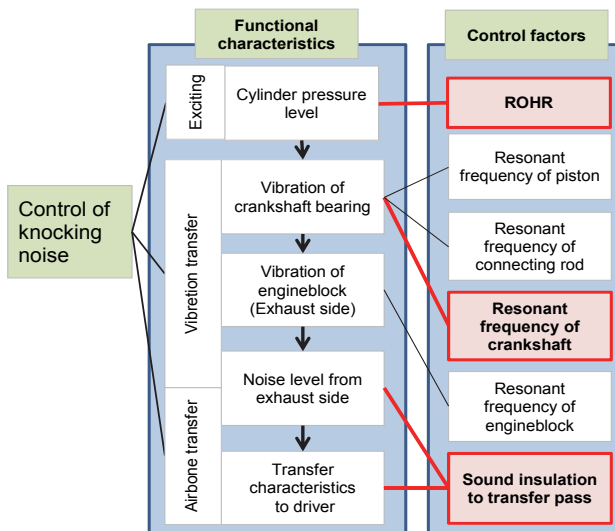 Functional
characteristics
Control factors
Exciting
Cylinder pressure
level
ROHR
Resonant
frequency of piston
Control of
knocking
noise
Vibretion transfer
Vibration of
crankshaft bearing
Resonant
frequency of
connecting rod
Vibration of
engineblock
(Exhaust side)
Resonant
frequency of
crankshaft
Noise level from
exhaust side
Resonant
frequency of
engineblock
Airbone transfer
Transfer
characteristics
to driver
Sound insulation
to transfer pass